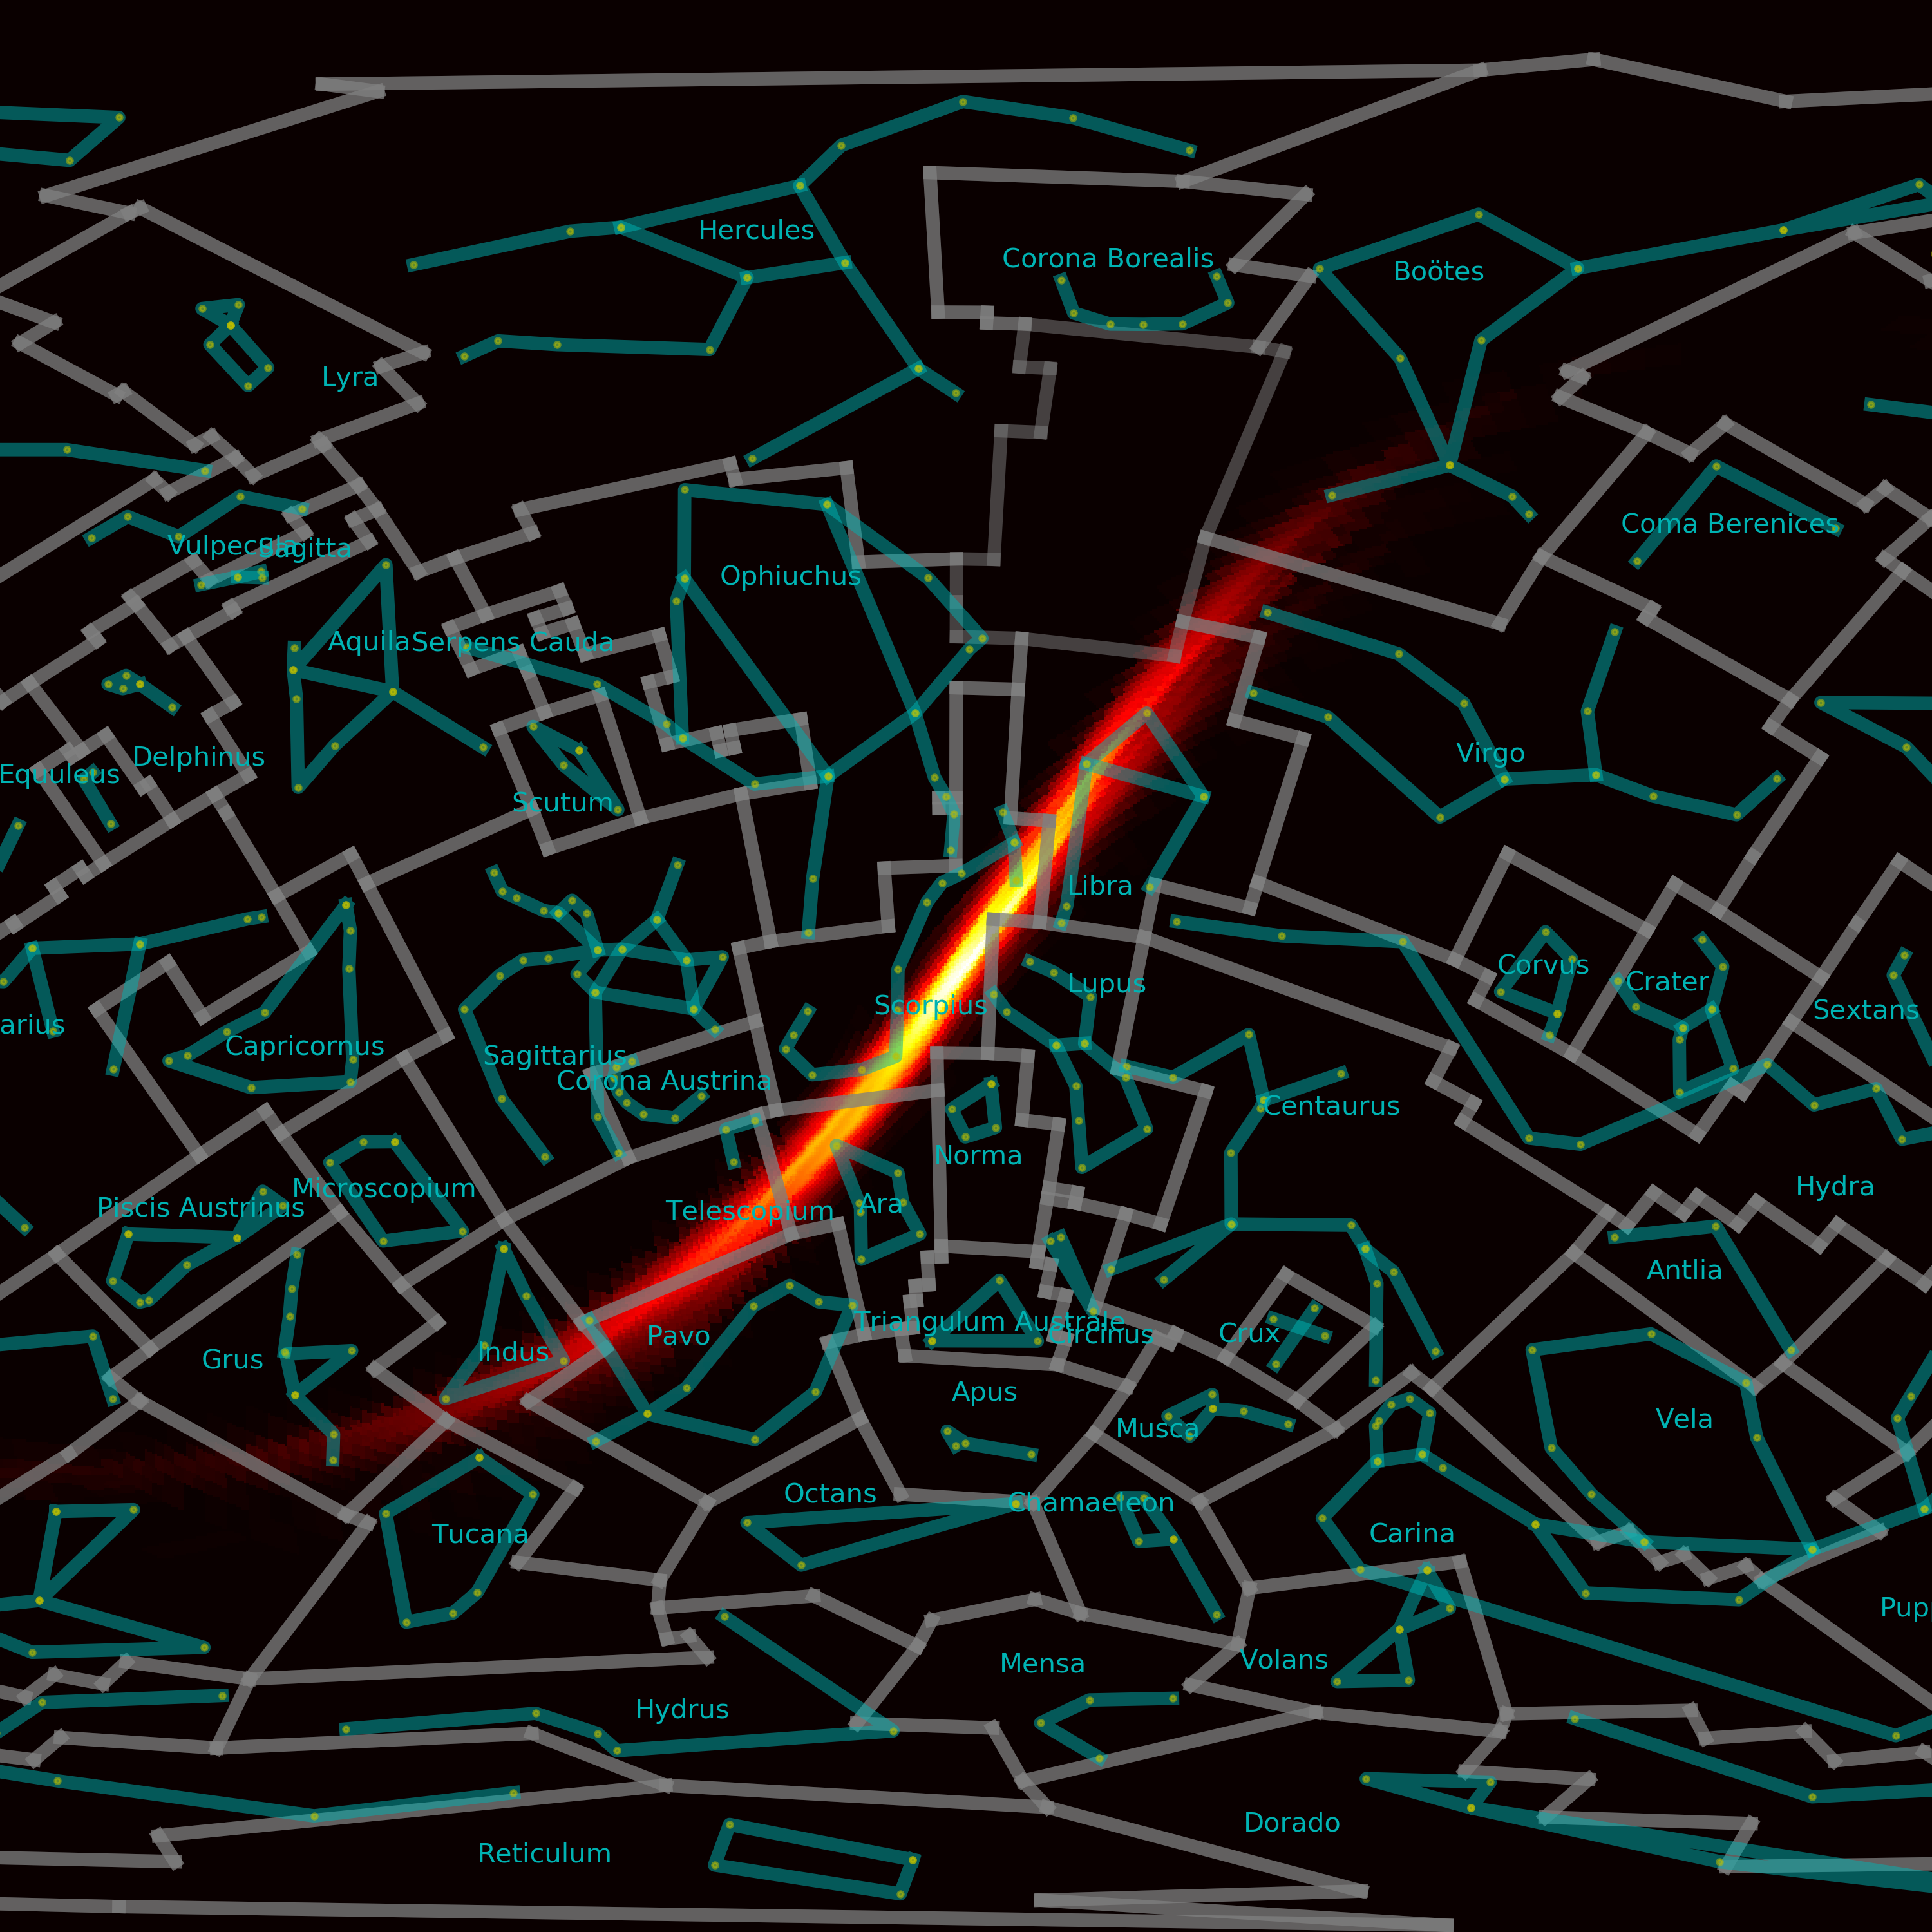 Hercules
Corona Borealis
Boötes
Lyra
Coma Berenices
Vulpecula
Sagitta
Ophiuchus
Aquila
Serpens Cauda
Virgo
Delphinus
Equuleus
Scutum
Libra
Corvus
Crater
Lupus
Scorpius
Sextans
arius
Capricornus
Sagittarius
Corona Austrina
Centaurus
Norma
Microscopium
Hydra
Piscis Austrinus
Telescopium
Ara
Antlia
Triangulum Australe
Circinus
Crux
Pavo
Indus
Grus
Apus
Vela
Musca
Octans
Chamaeleon
Tucana
Carina
Pup
Mensa
Volans
Hydrus
Dorado
Reticulum